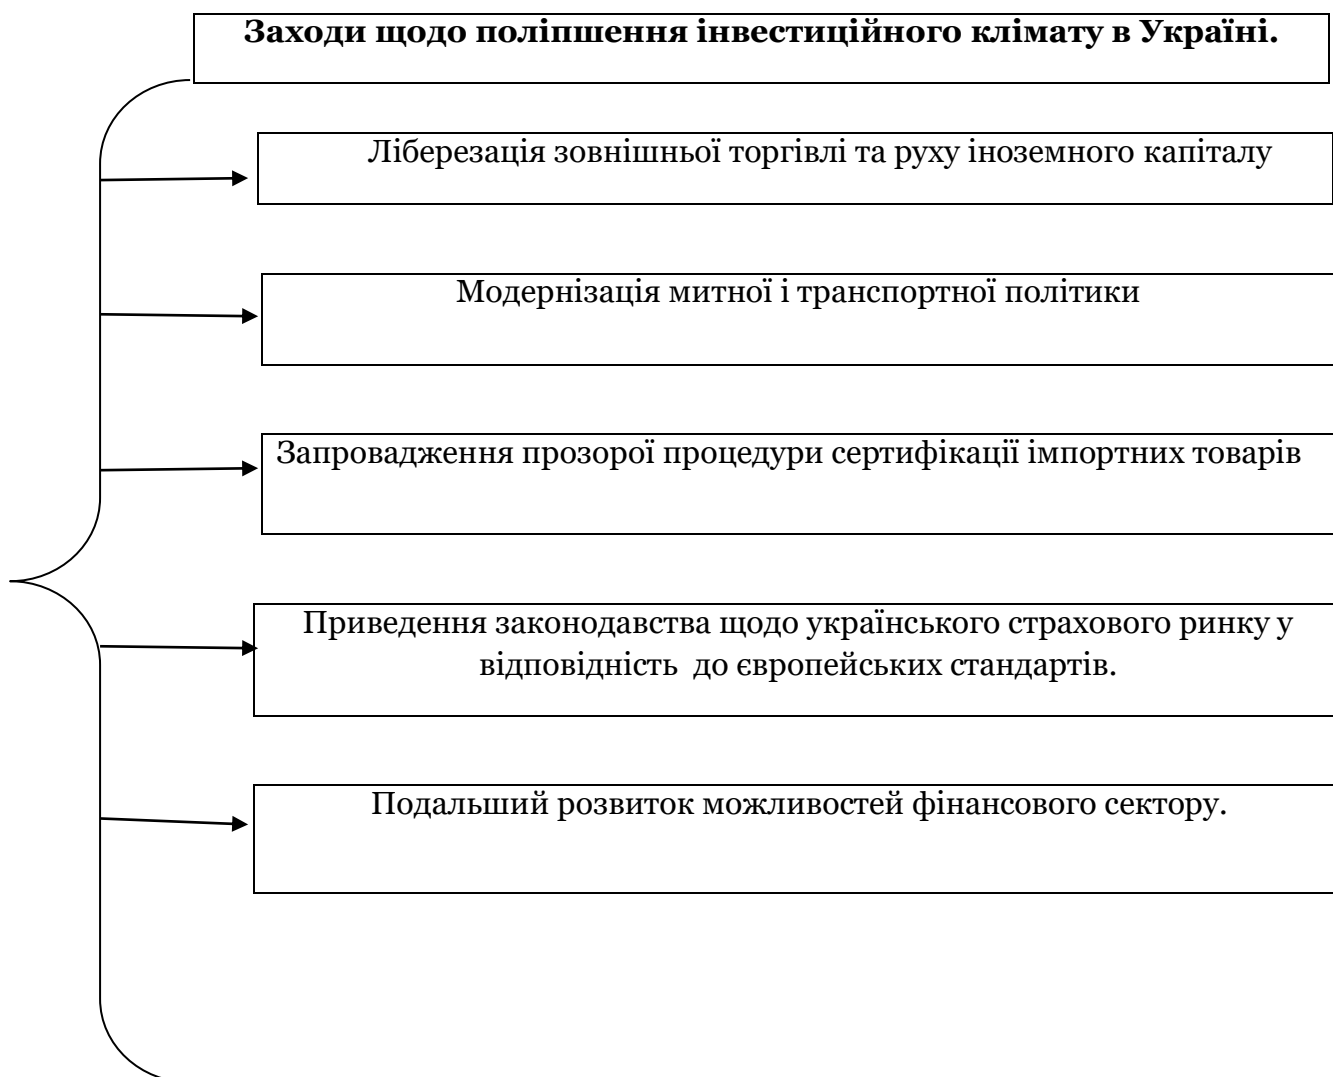 Заходи щодо поліпшення інвестиційного клімату в Україні.
Ліберезація зовнішньої торгівлі та руху іноземного капіталу
Модернізація митної і транспортної політики
Запровадження прозорої процедури сертифікації імпортних товарів
Приведення законодавства щодо українського страхового ринку у
відповідність  до європейських стандартів.
Подальший розвиток можливостей фінансового сектору.